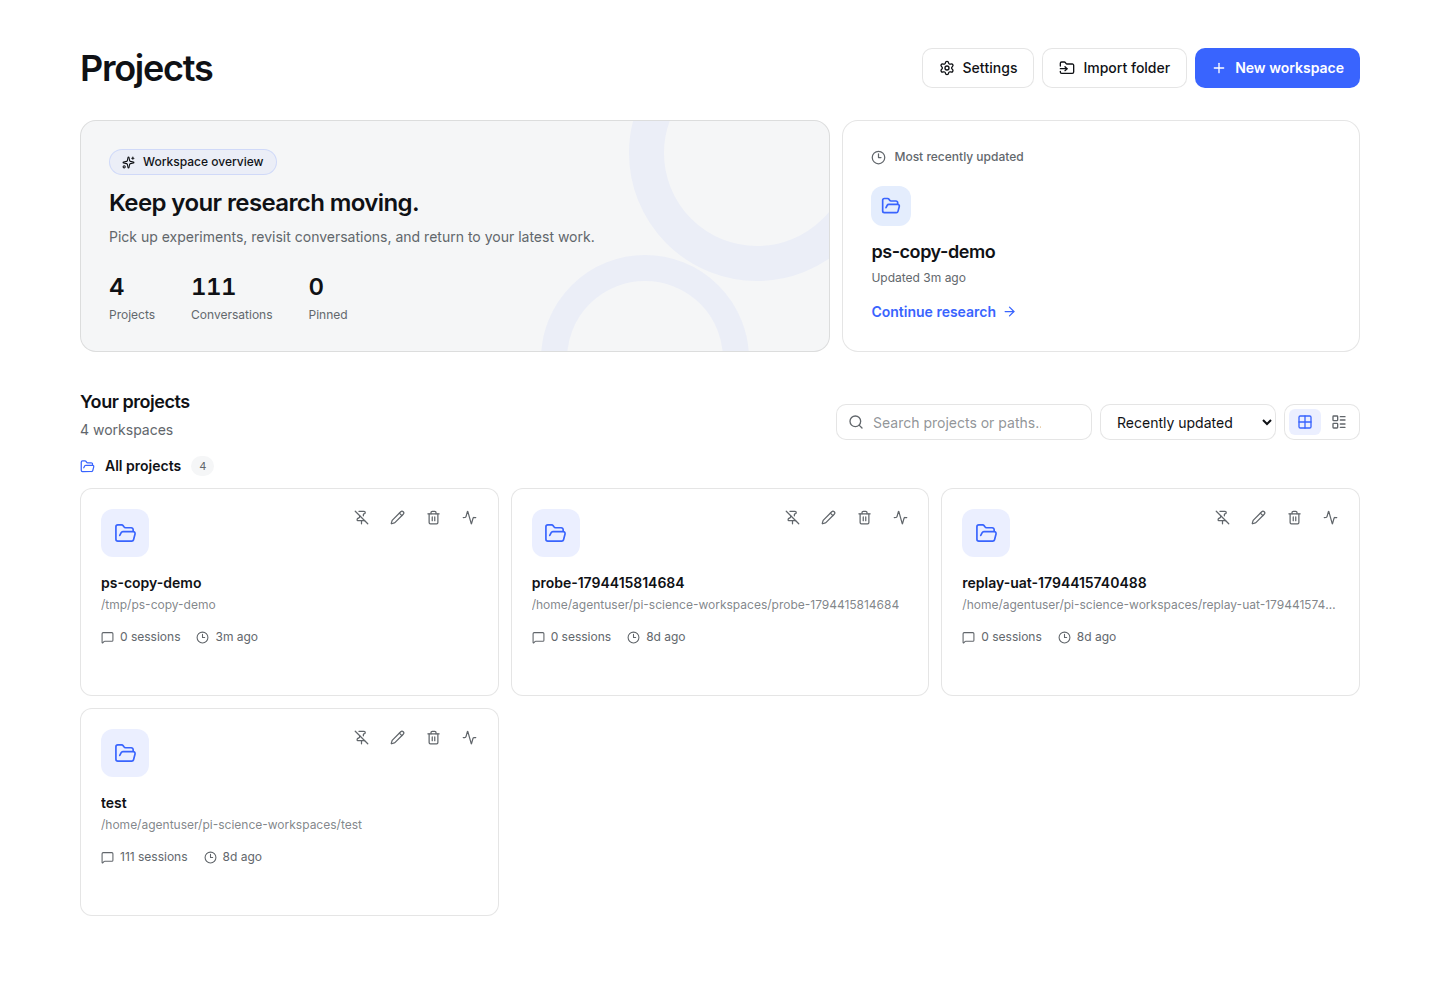 Projects
Settings
Import folder
New workspace
Workspace overview
Keep your research moving.
Pick up experiments, revisit conversations, and return to your latest work.
4
Projects
111
Conversations
0
Pinned
Most recently updated
ps-copy-demo
Updated 3m ago
Continue research
Your projects
4 workspaces
Search projects or paths..
Recently updated
All projects 4
ps-copy-demo
/tmp/ps-copy-demo
0 sessions 3m ago
probe-1794415814684
/home/agentuser/pi-science-workspaces/probe-1794415814684
0 sessions 8d ago
replay-uat-1794415740488
/home/agentuser/pi-science-workspaces/replay-uat-179441574...
0 sessions 8d ago
test
/home/agentuser/pi-science-workspaces/test
111 sessions 8d ago